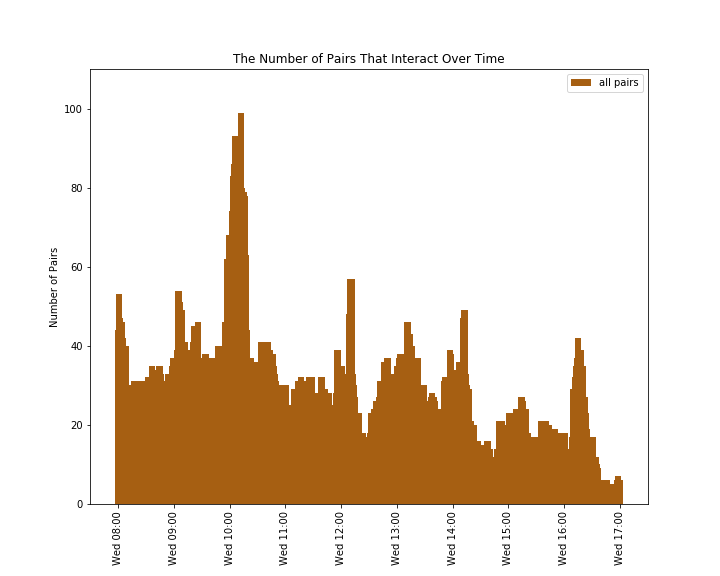 The Number of Pairs That Interact Over Time
all pairs
Number of Pairs
100
80
60
40
20
0
Wed 08:00
Wed 09:00
Wed 10:00
Wed 11:00
Wed 12:00
Wed 13:00
Wed 14:00
Wed 15:00
Wed 16:00
Wed 17:00